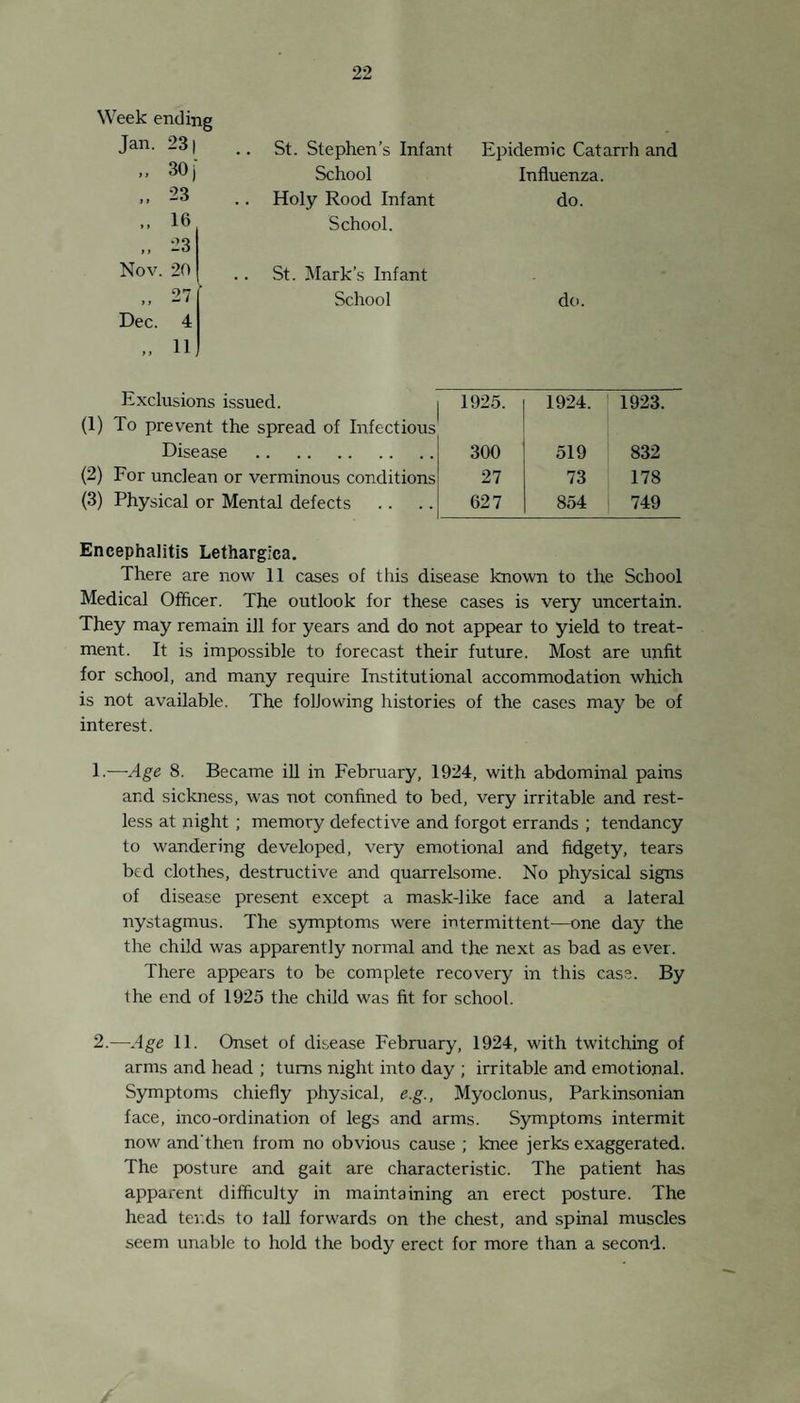 22
Week ending
Jan. 23 .. St. Stephen's Infant Epidemic Catarrh and
,, 30 School Influenza.
,, 23 .. Holy Rood Infant do.
,, 16 School.
,, 23
Nov. 20 .. St. Mark's Infant
,, 27 School do.
Dec. 4
,, 11
Exclusions issued. 1925. 1924. 1923.
(1) To prevent the spread of Infectious
Disease .. .. .. .. .. 300 519 832
(2) For unclean or verminous conditions 27 73 178
(3) Physical or Mental defects .. .. 627 854 749
Encephalitis Lethargica.
There are now 11 cases of this disease known to the School
Medical Officer. The outlook for these cases is very uncertain.
They may remain ill for years and do not appear to yield to treat-
ment. It is impossible to forecast their future. Most are unfit
for school, and many require Institutional accommodation which
is not available. The following histories of the cases may be of
interest.
1.—Age 8. Became ill in February, 1924, with abdominal pains
and sickness, was not confined to bed, very irritable and rest-
less at night ; memory defective and forgot errands ; tendancy
to wandering developed, very emotional and fidgety, tears
bed clothes, destructive and quarrelsome. No physical signs
of disease present except a mask-like face and a lateral
nystagmus. The symptoms were intermittent—one day the
the child was apparently normal and the next as bad as ever.
There appears to be complete recovery in this case. By
the end of 1925 the child was fit for school.
2.—Age 11. Onset of disease February, 1924, with twitching of
arms and head ; turns night into day ; irritable and emotional.
Symptoms chiefly physical, e.g., Myoclonus, Parkinsonian
face, inco-ordination of legs and arms. Symptoms intermit
now and'then from no obvious cause ; knee jerks exaggerated.
The posture and gait are characteristic. The patient has
apparent difficulty in maintaining an erect posture. The
head tends to fall forwards on the chest, and spinal muscles
seem unable to hold the body erect for more than a second.